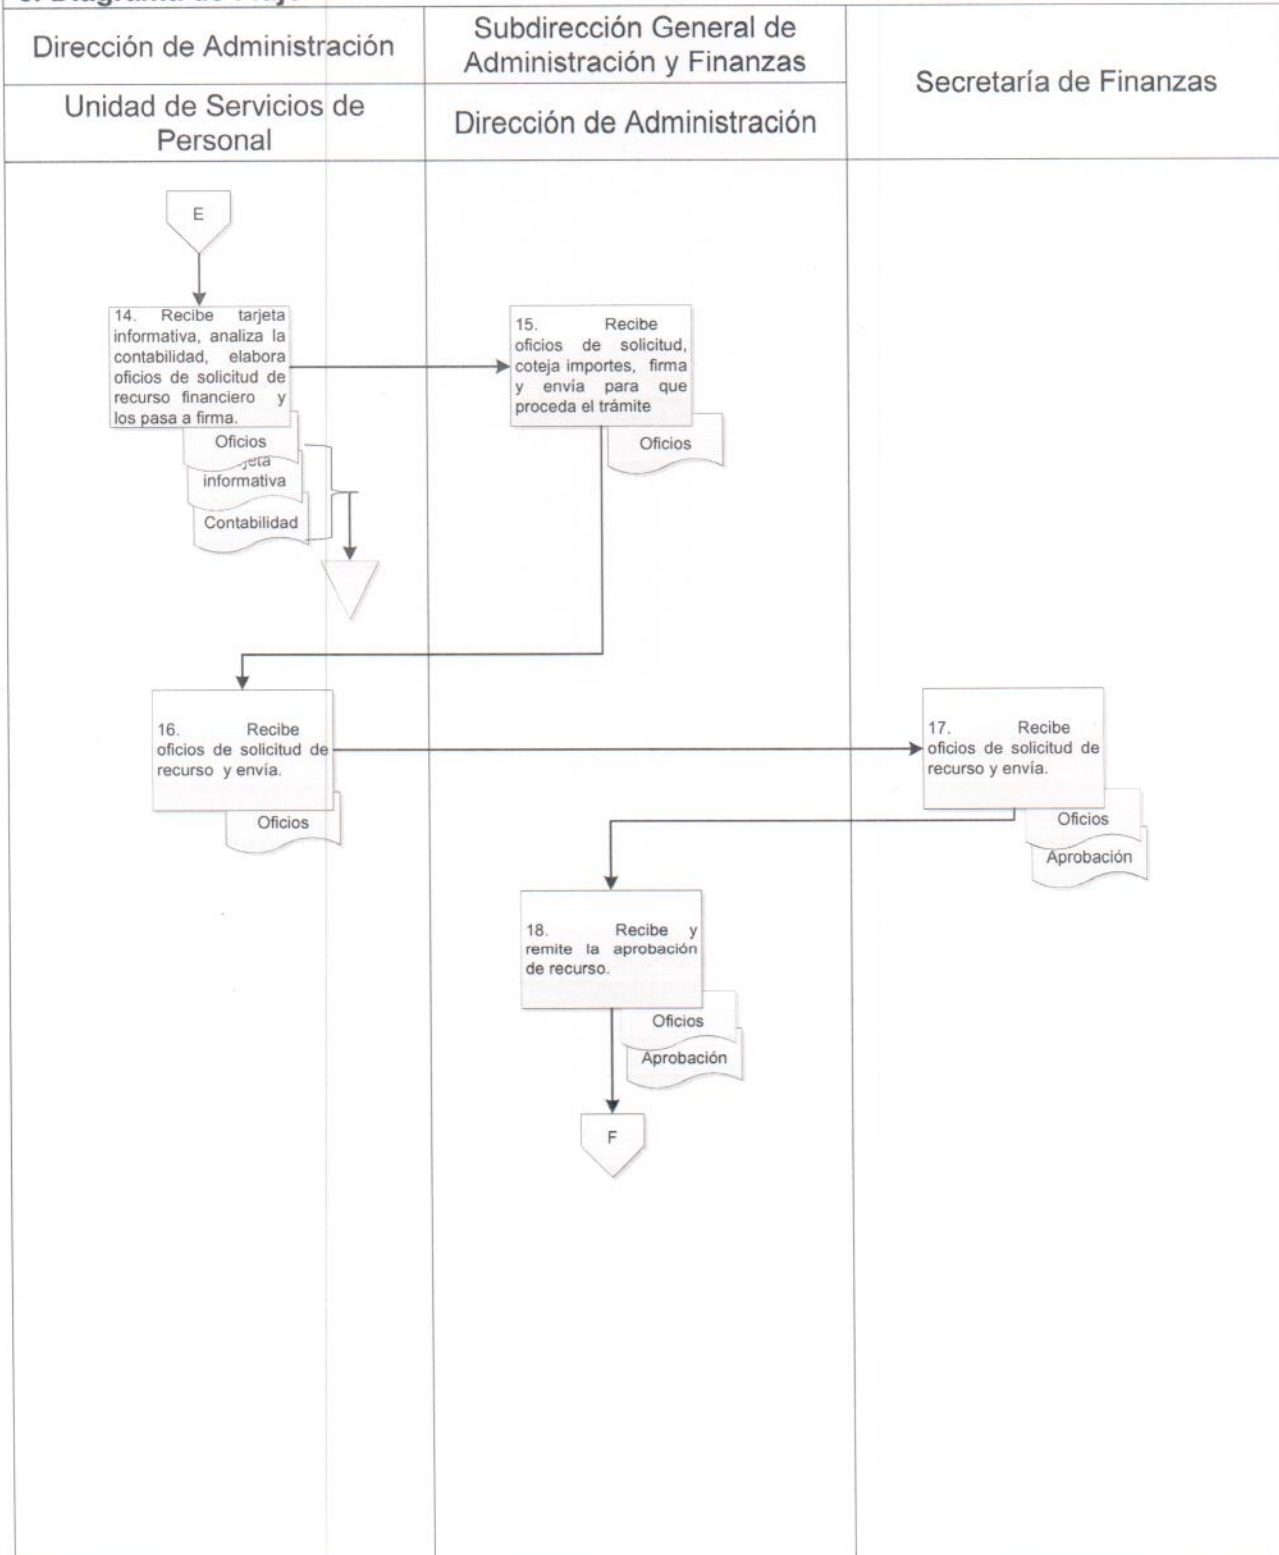 Dirección de Administración
Unidad de Servicios de
Personal
Subdirección General de
Administración y Finanzas
Dirección de Administración
Secretaría de Finanzas
E
14. Recibe tarjeta
informativa, analiza la
contabilidad, elabora
oficios de solicitud de
recurso financiero y
los pasa a firma.
Oficios
informativa
Contabilidad
15. Recibe
oficios de solicitud,
coteja importes, firma
y envía para que
proceda el trámite
Oficios
16. Recibe
oficios de solicitud de
recurso y envía.
Oficios
17. Recibe
oficios de solicitud de
recurso y envía.
Oficios
Aprobación
18. Recibe y
remite la aprobación
de recurso.
Oficios
Aprobación
F